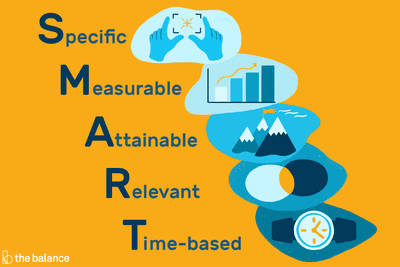 Specific
Measurable
Attainable
Relevant
Time-based
the balance